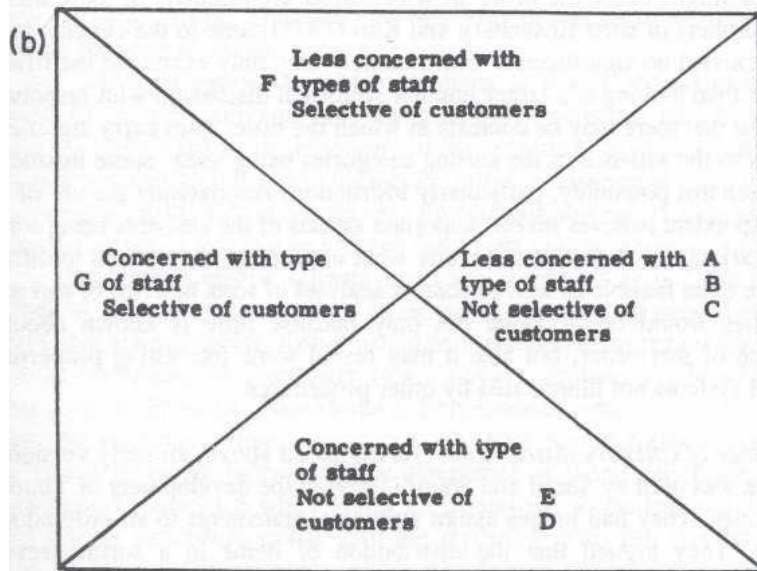 (b)
Less concerned with
F types of staff
Selective of customers
Concerned with type
G of staff
Selective of customers
Less concerned with A
type of staff B
Not selective of C
customers
Concerned with type
of staff
Not selective of E
customers D